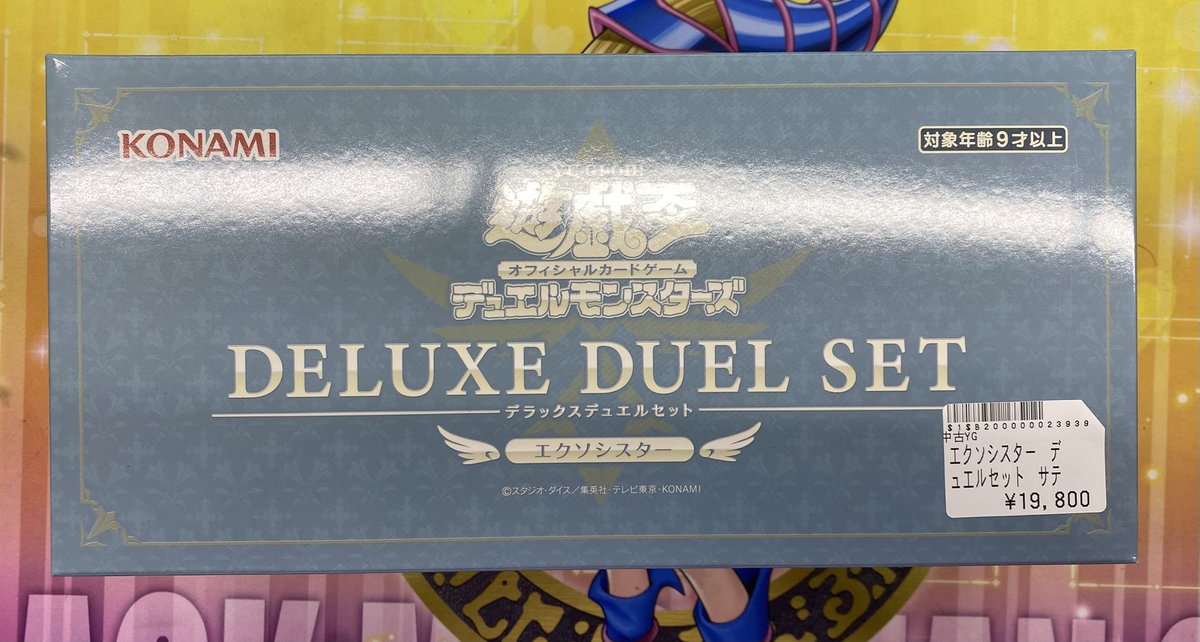 KONAMI
対象年齢9才以上
YU-GI-OH!
遊戯王
オフィシャルカードゲーム
デュエルモンスターズ
DELUXE DUEL SET
デラックスデュエルセット
エクソシスター
©スタジオ・ダイス／集英社・テレビ東京・KONAMI
$1$B200000023939
中古YG
エクソシスター デ
ュエルセット サテ
¥19,800